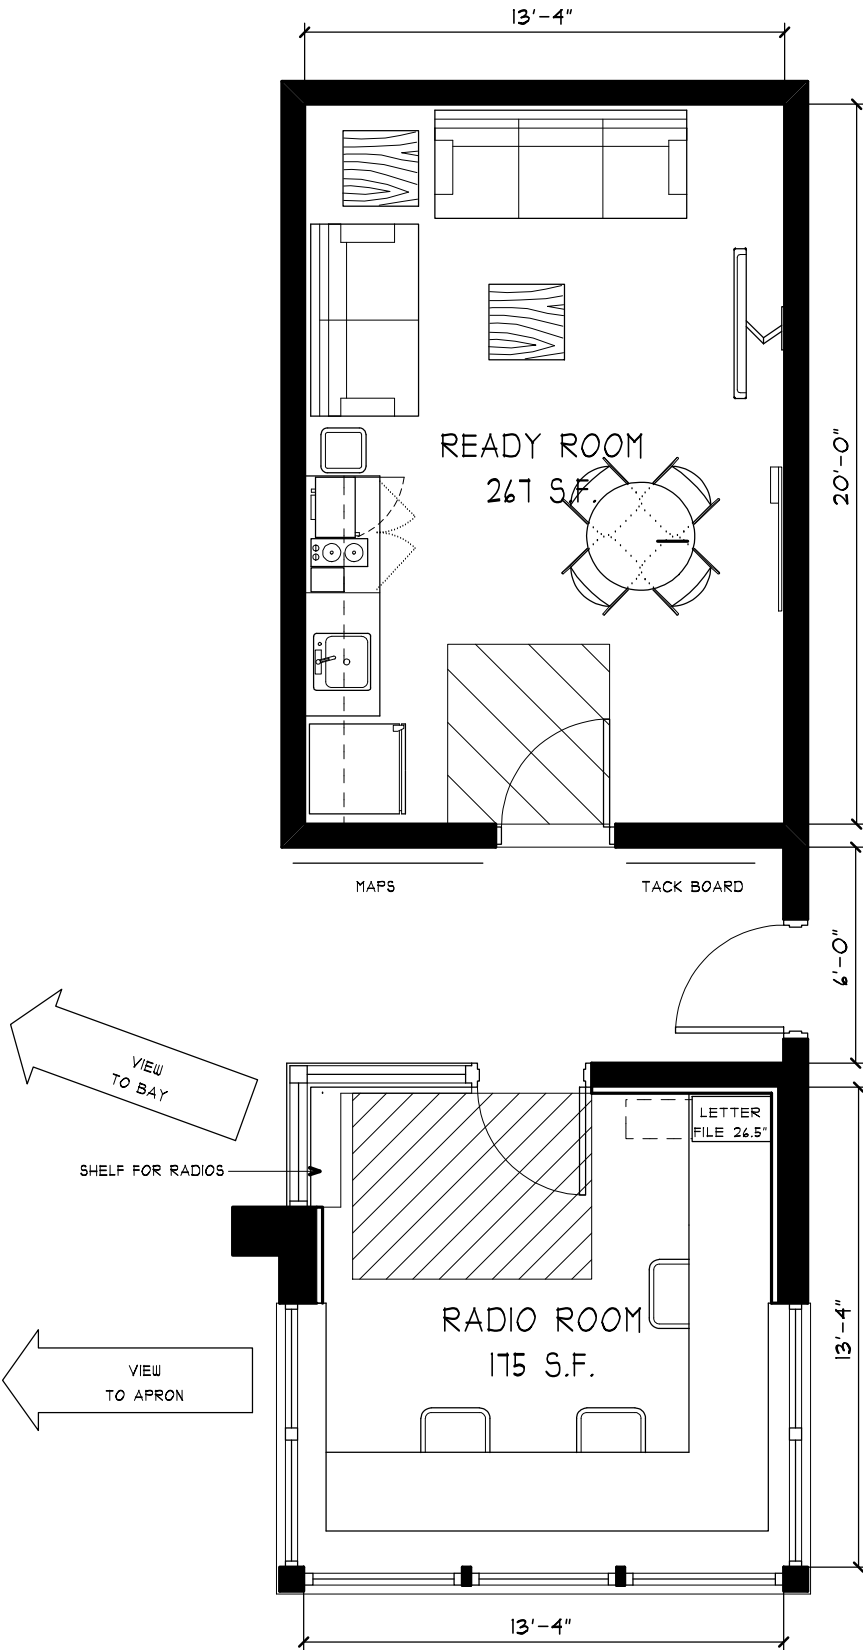 13'-4"
READY ROOM
267 S.F.
20'-0"
MAPS
TACK BOARD
6'-0"
VIEW
TO BAY
LETTER
FILE 26.5"
SHELF FOR RADIOS
RADIO ROOM
175 S.F.
13'-4"
VIEW
TO APRON
13'-4"